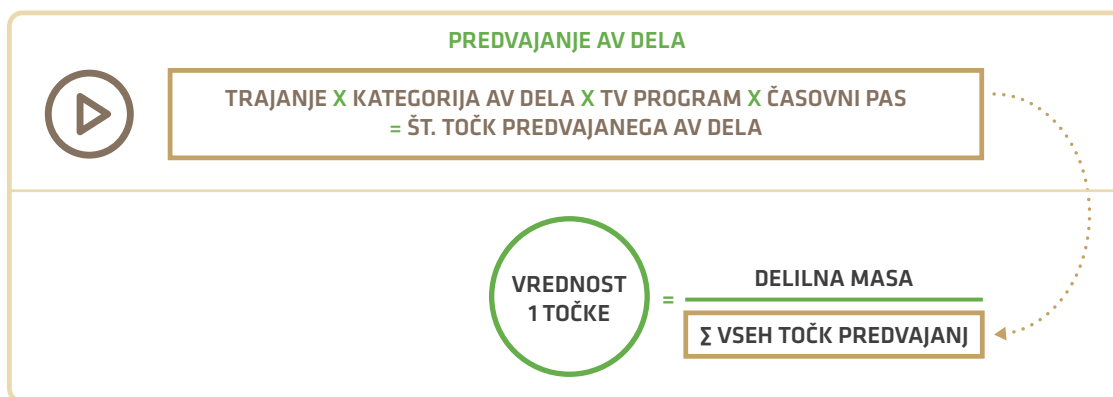 PREDVAJANJE AV DELA
TRAJANJE X KATEGORIJA AV DELA X TV PROGRAM X ČASOVNI PAS
= ŠT. TOČK PREDVAJANEGA AV DELA
VREDNOST
1 TOČKE
=
DELILNA MASA
Σ VSEH TOČK PREDVAJANJ